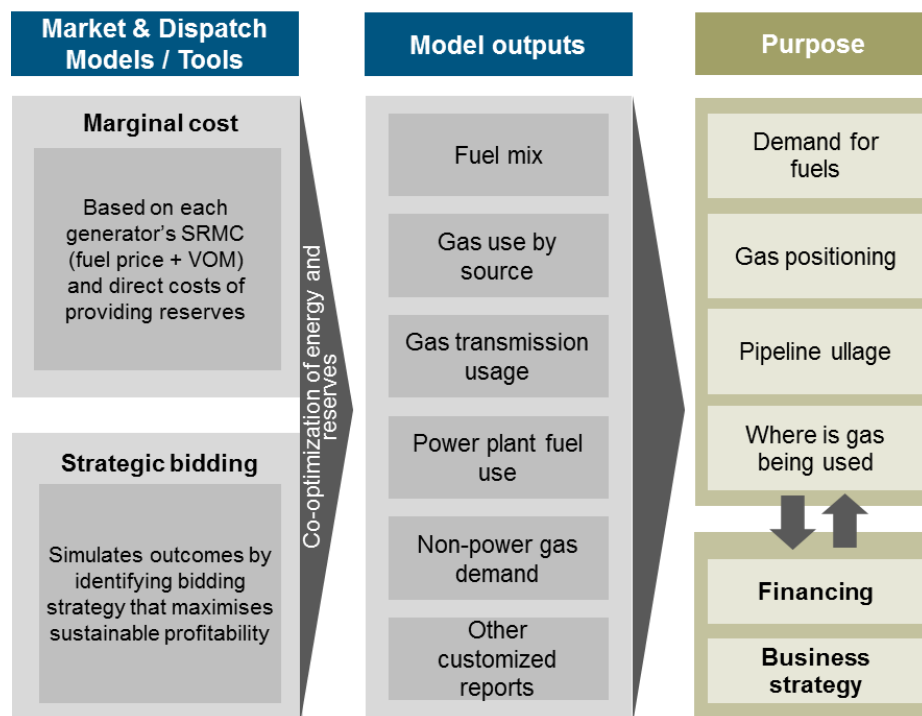 Market & Dispatch
Models / Tools
Marginal cost
Based on each
generator's SRMC
(fuel price + VOM)
and direct costs of
providing reserves
Strategic bidding
Simulates outcomes by
identifying bidding
strategy that maximises
sustainable profitability
Co-optimization of energy and
reserves
Model outputs
Fuel mix
Gas use by
source
Gas transmission
usage
Power plant fuel
use
Non-power gas
demand
Other
customized
reports
Purpose
Demand for
fuels
Gas positioning
Pipeline ullage
Where is gas
being used
Financing
Business
strategy